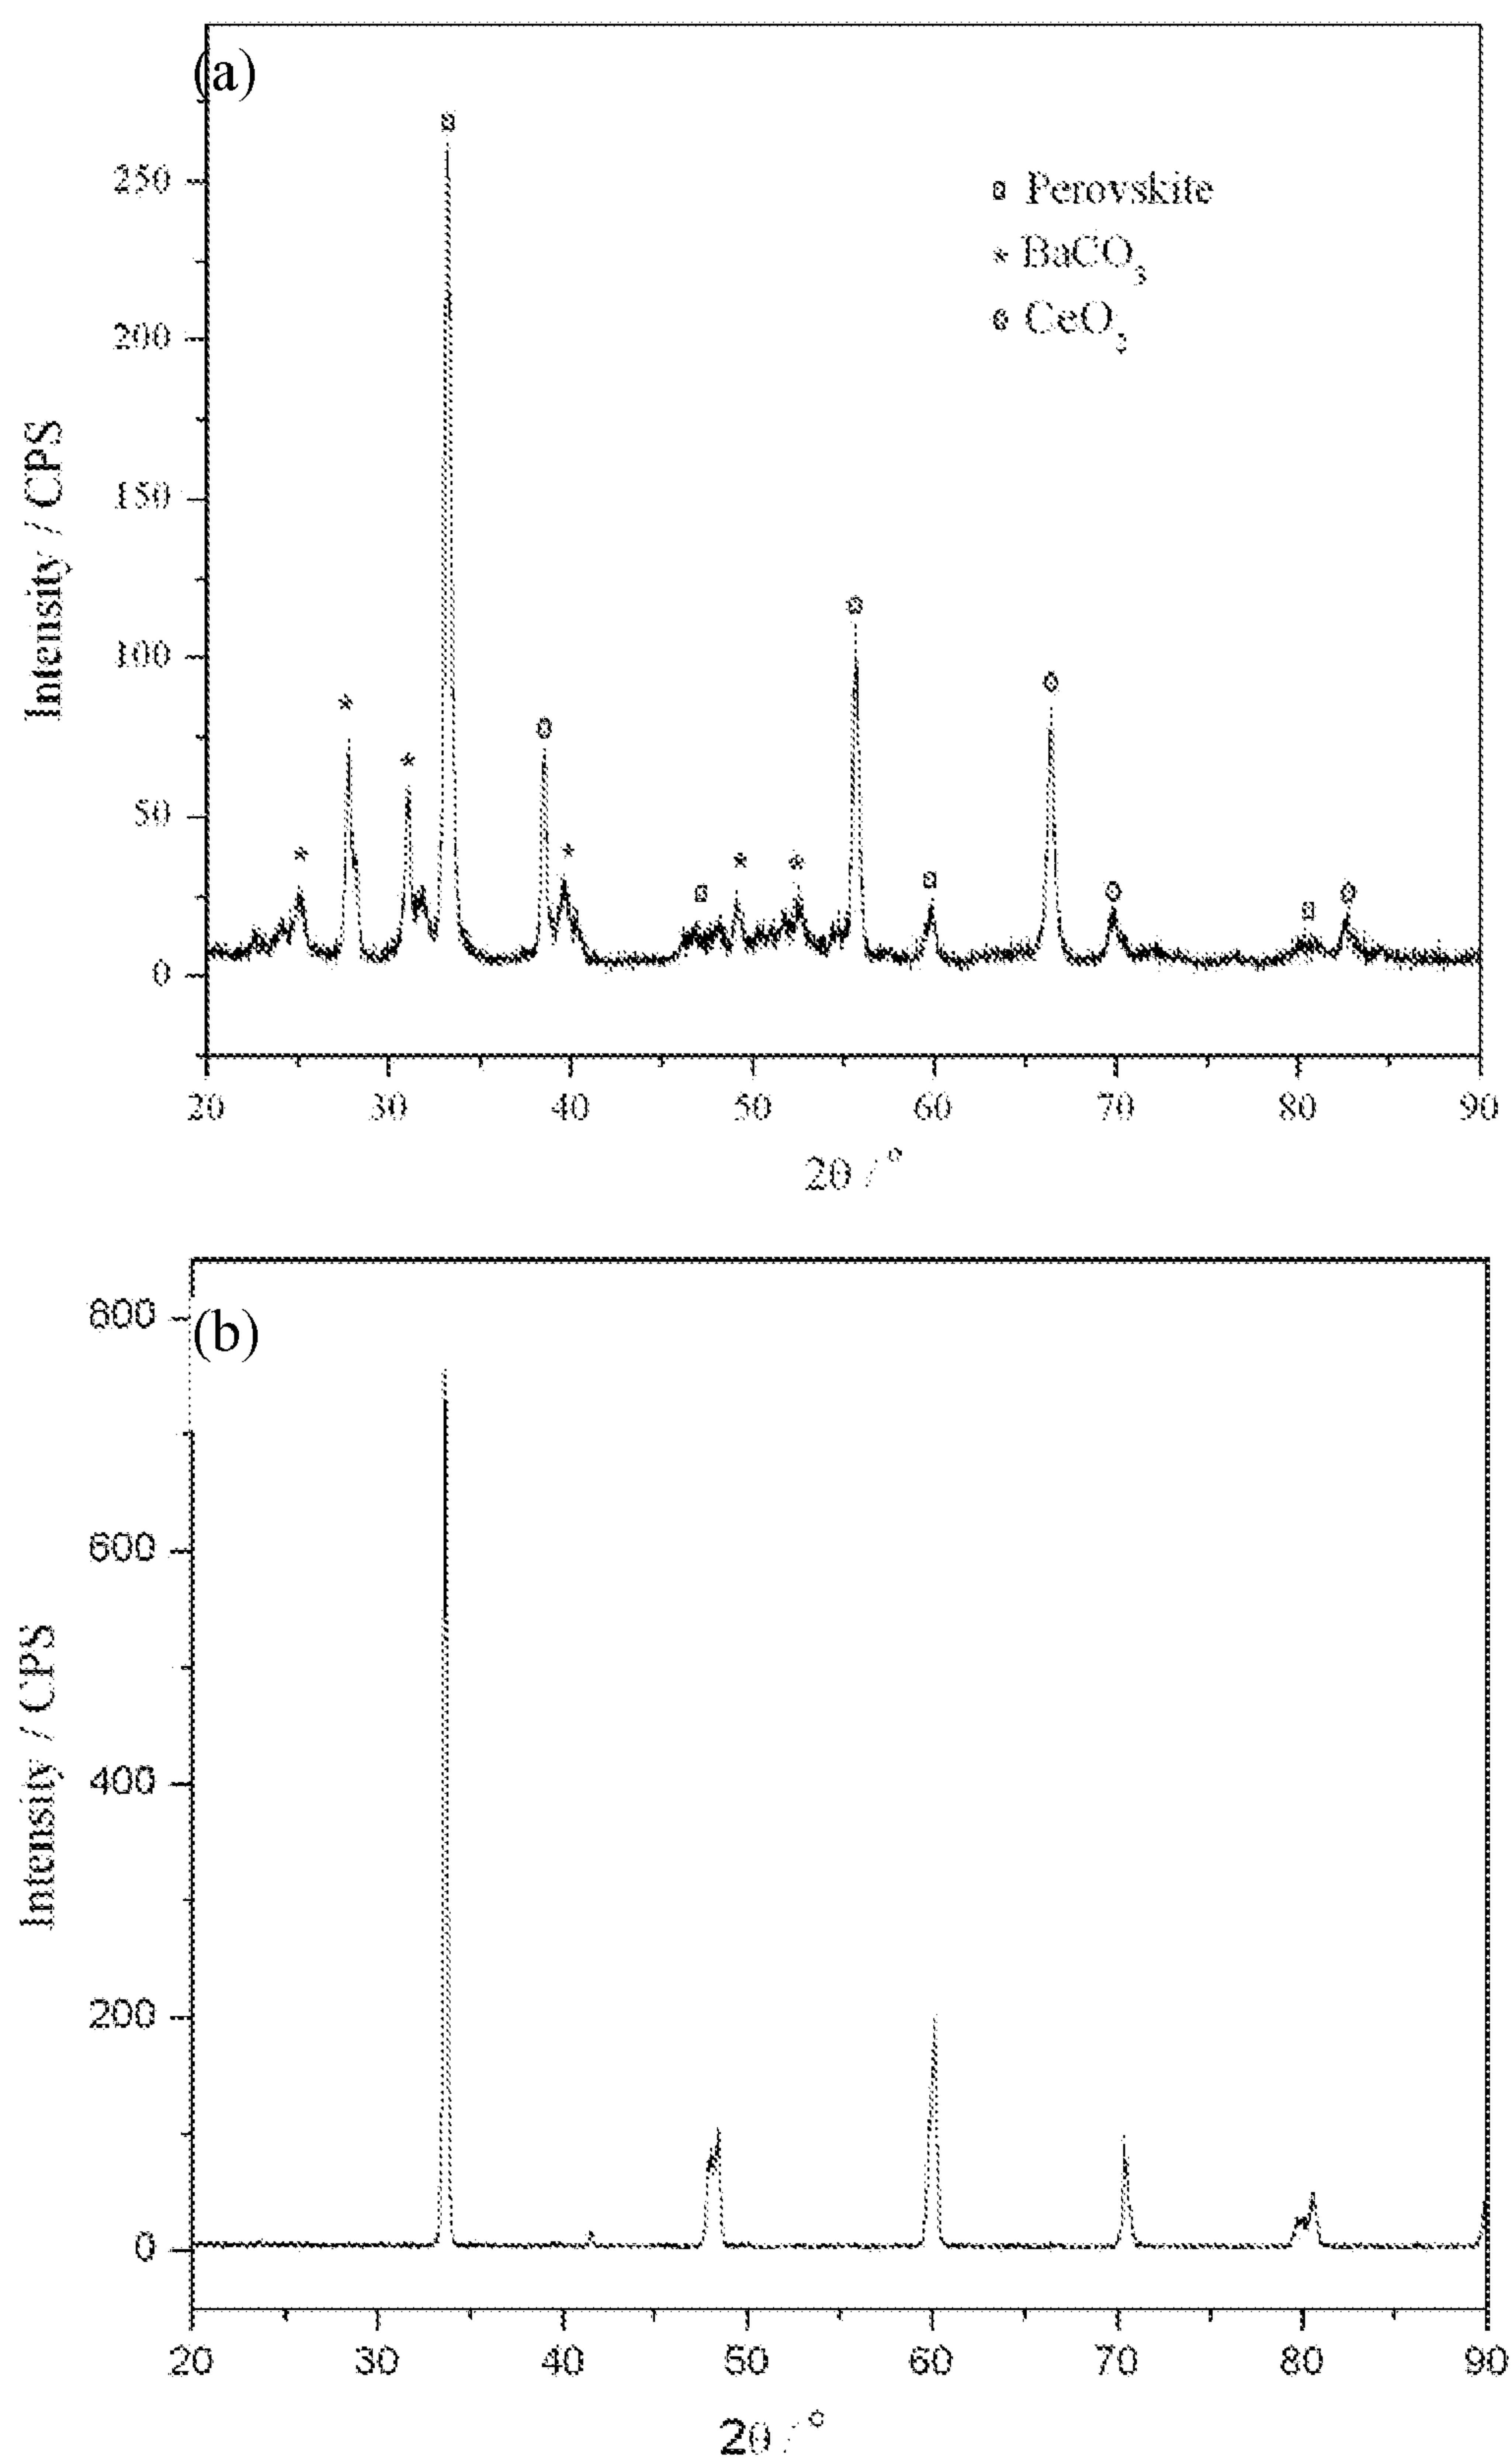 (a)
250
200
150
100
50
0
Intensity / CPS
Perovskite
* BaCO3
CeO2
20 30 40 50 60 70 80 90
2θ / °
(b)
800
600
400
200
0
Intensity / CPS
20 30 40 50 60 70 80 90
2θ / °